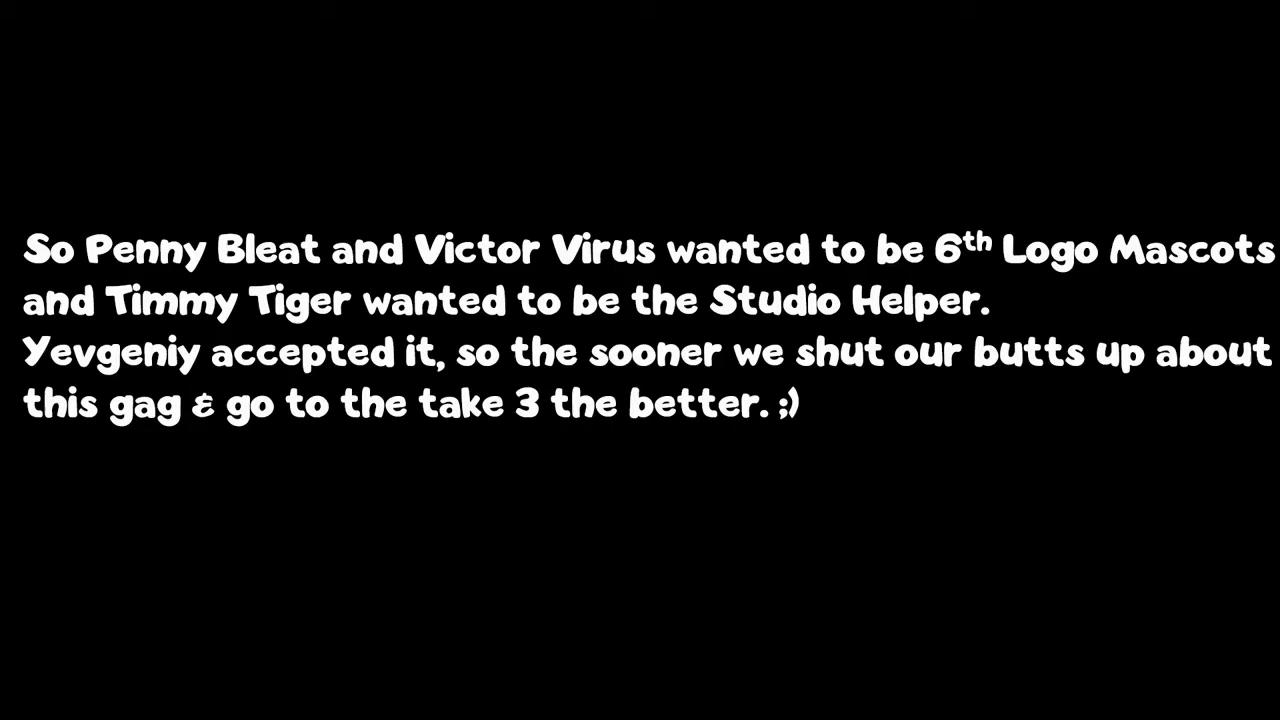 So Penny Bleat and Victor Virus wanted to be 6th Logo Mascots
and Timmy Tiger wanted to be the Studio Helper.
Yevgeniy accepted it, so the sooner we shut our butts up about
this gag & go to the take 3 the better. ;)